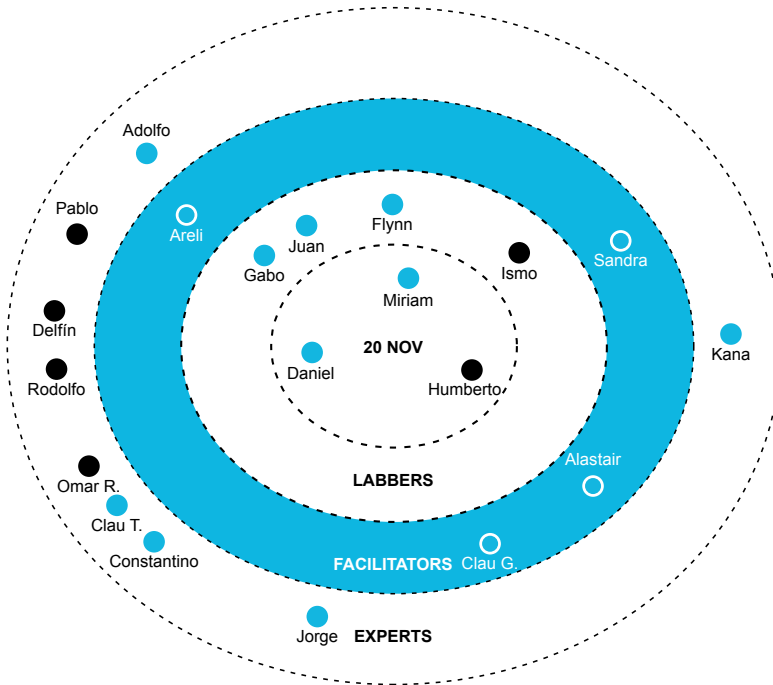 Adolfo
Pablo
Areli
Flynn
Juan
Gabo
Ismo
Sandra
Miriam
Delfín
20 NOV
Kana
Daniel
Rodolfo
Humberto
Alastair
LABBERS
Omar R.
Clau T.
Constantino
FACILITATORS
Clau G.
Jorge
EXPERTS